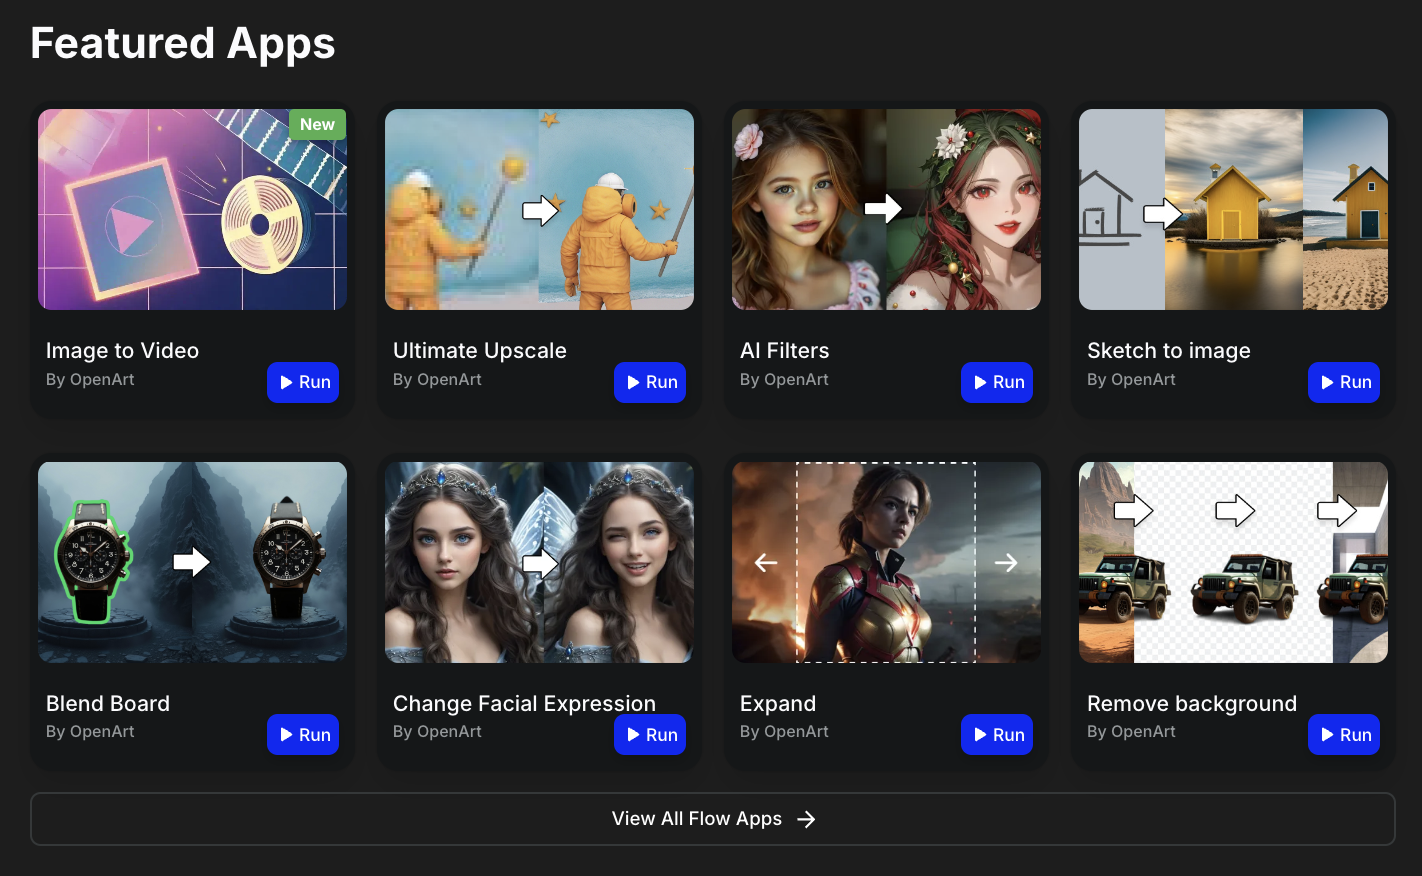 Featured Apps
New
Image to Video
By OpenArt
Run
Ultimate Upscale
By OpenArt
Run
AI Filters
By OpenArt
Run
Sketch to image
By OpenArt
Run
Blend Board
By OpenArt
Run
Change Facial Expression
By OpenArt
Run
Expand
By OpenArt
Run
Remove background
By OpenArt
Run
View All Flow Apps